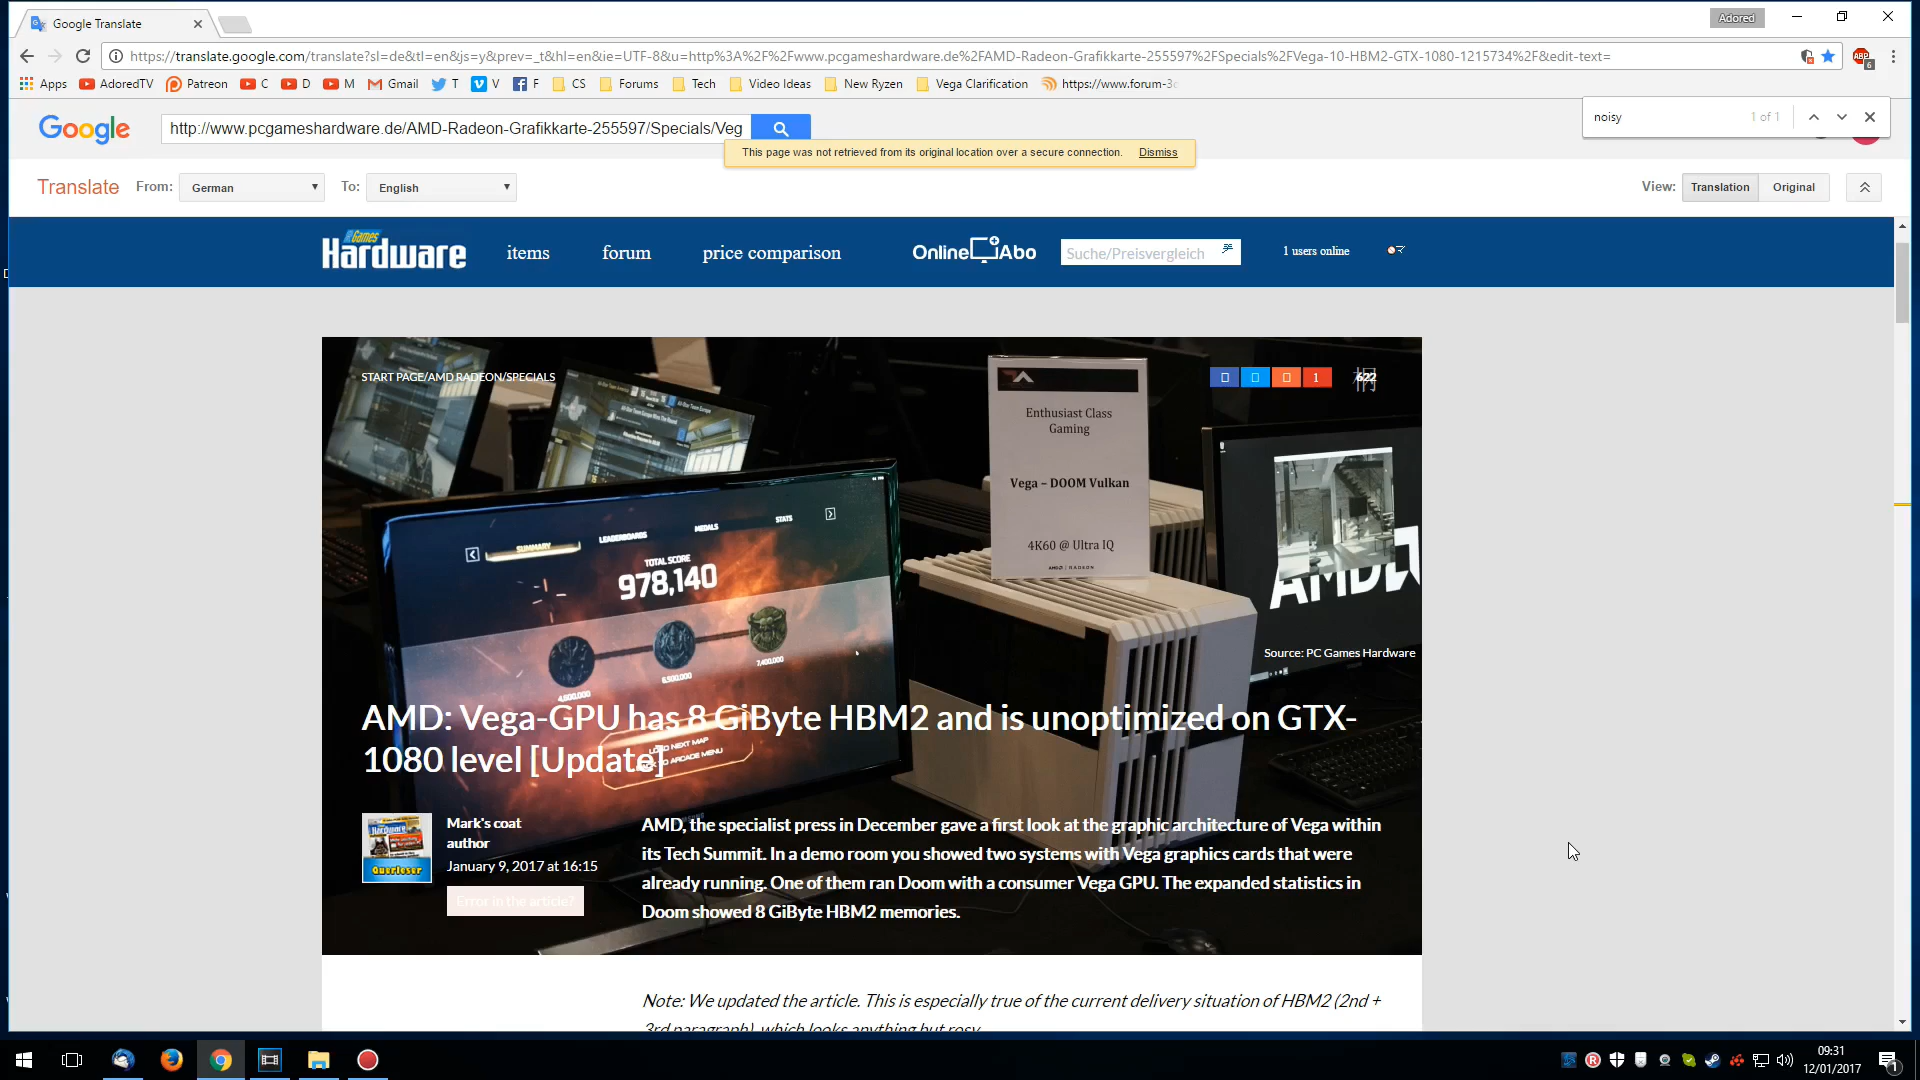 Google Translate
Adored
https://translate.google.com/translate?sl=de&tl=en&js=y&prev=_t&hl=en&ie=UTF-8&u=http%3A%2F%2Fwww.pcgameshardware.de%2FAMD-Radeon-Grafikkarte-255597%2FSpecials%2FVega-10-HBM2-GTX-1080-1215734%2F&edit-text=
ABP
6
Apps AdoredTV Patreon C D M Gmail T V F CS Forums Tech Video Ideas New Ryzen Vega Clarification https://www.forum-3
noisy 1 of 1
Google http://www.pcgameshardware.de/AMD-Radeon-Grafikkarte-255597/Specials/Veg
This page was not retrieved from its original location over a secure connection. Dismiss
Translate From: German To: English View: Translation Original
Games
Hardware items forum price comparison Online Abo Suche/Preisvergleich 1 users online
START PAGE/AMD RADEON/SPECIALS
1 622
Enthusiast Class
Gaming
Vega – DOOM Vulkan
4K60 @ Ultra IQ
AMD RADEON
SUMMARY LEADERBOARDS MEDALS STATS
TOTAL SCORE
978,140
4,600,000 6,500,000 7,400,000
AMD
Source: PC Games Hardware
AMD: Vega-GPU has 8 GiByte HBM2 and is unoptimized on GTX-
1080 level [Update]
LOAD NEXT MAP
ARCADE MENU
Hardware
Querleser
Mark's coat
author
January 9, 2017 at 16:15
Error in the article?
AMD, the specialist press in December gave a first look at the graphic architecture of Vega within
its Tech Summit. In a demo room you showed two systems with Vega graphics cards that were
already running. One of them ran Doom with a consumer Vega GPU. The expanded statistics in
Doom showed 8 GiByte HBM2 memories.
Note: We updated the article. This is especially true of the current delivery situation of HBM2 (2nd +
3rd paragraph), which looks anything but rosy.
09:31
12/01/2017
1